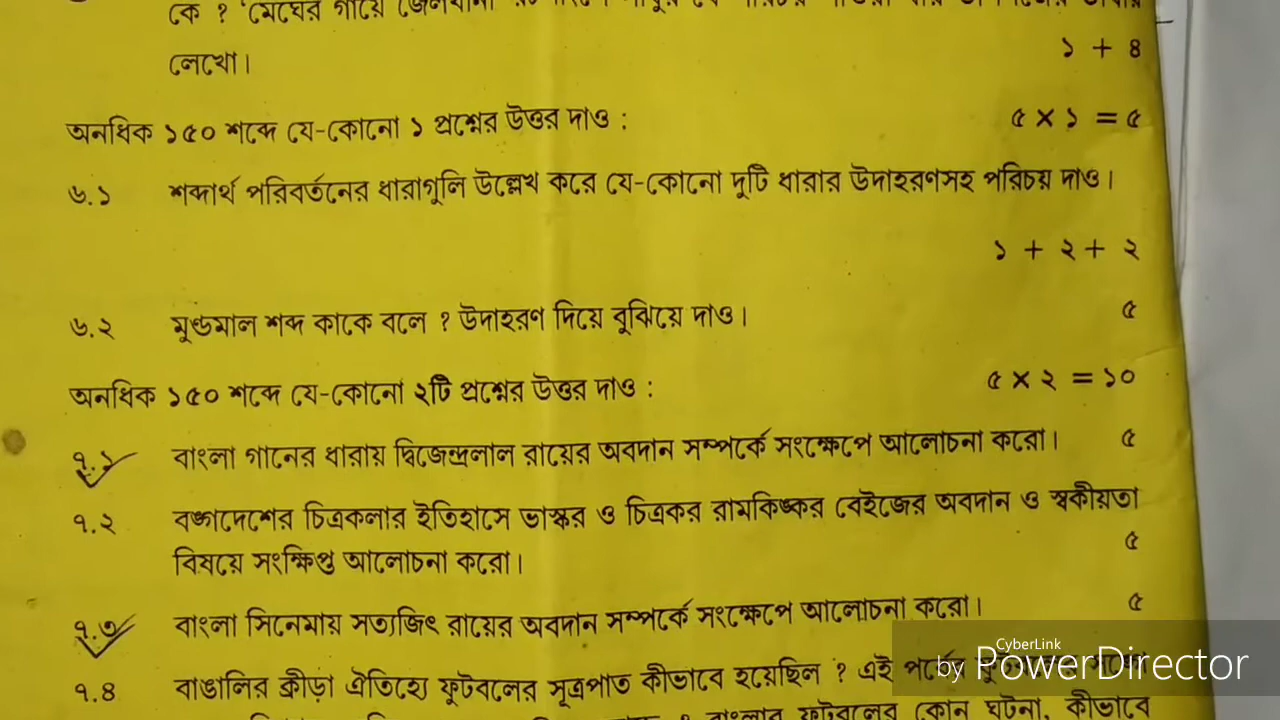 কে ? 'মেঘের গায়ে জেলখানা
লেখো।
১ + ৪
অনধিক ১৫০ শব্দে যে-কোনো ১ প্রশ্নের উত্তর দাও : ৫ × ১ = ৫
৬.১ শব্দার্থ পরিবর্তনের ধারাগুলি উল্লেখ করে যে-কোনো দুটি ধারার উদাহরণসহ পরিচয় দাও।
১ + ২ + ২
৬.২ মুণ্ডমাল শব্দ কাকে বলে ? উদাহরণ দিয়ে বুঝিয়ে দাও। ৫
অনধিক ১৫০ শব্দে যে-কোনো ২টি প্রশ্নের উত্তর দাও : ৫ × ২ = ১০
৭.১ বাংলা গানের ধারায় দ্বিজেন্দ্রলাল রায়ের অবদান সম্পর্কে সংক্ষেপে আলোচনা করো। ৫
৭.২ বঙ্গদেশের চিত্রকলার ইতিহাসে ভাস্কর ও চিত্রকর রামকিঙ্কর বেইজের অবদান ও স্বকীয়তা
বিষয়ে সংক্ষিপ্ত আলোচনা করো। ৫
৭.৩ বাংলা সিনেমায় সত্যজিৎ রায়ের অবদান সম্পর্কে সংক্ষেপে আলোচনা করো। ৫
CyberLink
by PowerDirector
৭.৪ বাঙালির ক্রীড়া ঐতিহ্যে ফুটবলের সূত্রপাত কীভাবে হয়েছিল ? এই পর্বের
বাংলার ফুটবলের কোন ঘটনা, কীভাবে